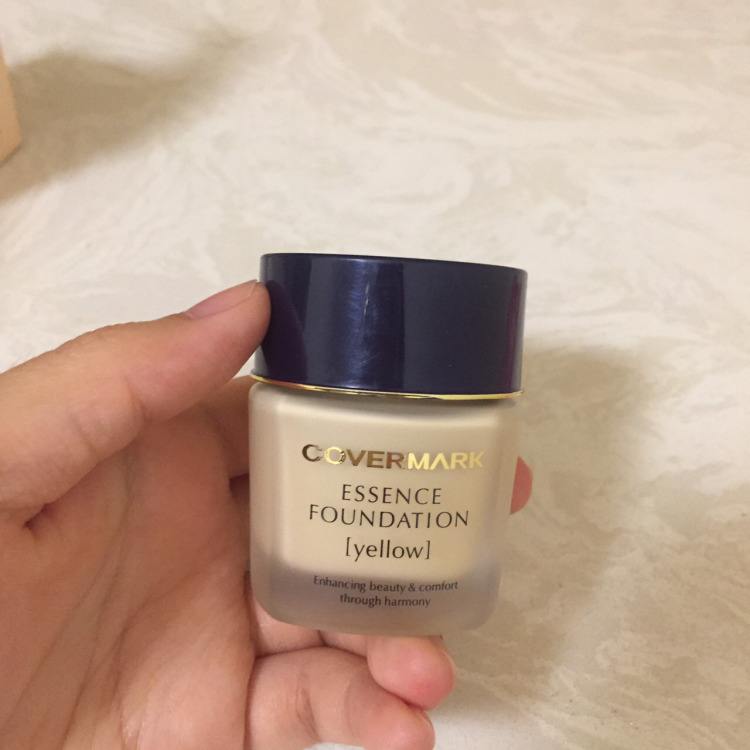 COVERMARK
ESSENCE
FOUNDATION
[yellow]
Enhancing beauty & comfort
through harmony